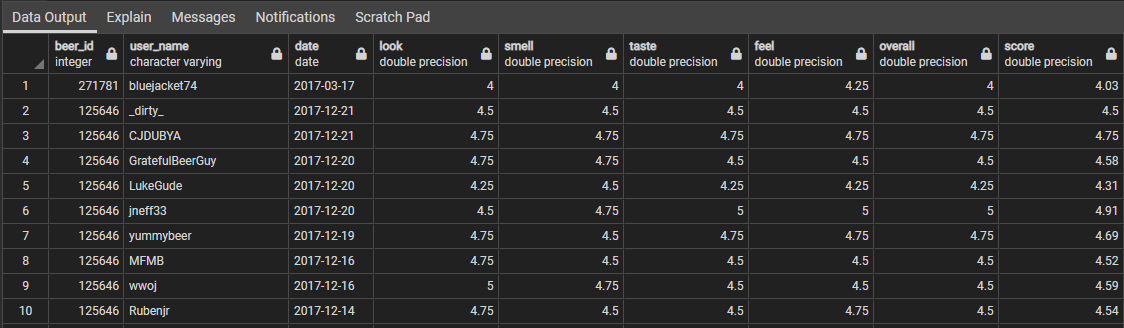 Data Output Explain Messages Notifications Scratch Pad
beer_id user_name date look smell taste feel overall score
integer character varying date double precision double precision double precision double precision double precision double precision
1 271781 bluejacket74 2017-03-17 4 4 4 4.25 4 4.03
2 125646 _dirty_ 2017-12-21 4.5 4.5 4.5 4.5 4.5 4.5
3 125646 CJDUBYA 2017-12-21 4.75 4.75 4.75 4.75 4.75 4.75
4 125646 GratefulBeerGuy 2017-12-20 4.75 4.75 4.5 4.5 4.5 4.58
5 125646 LukeGude 2017-12-20 4.25 4.5 4.25 4.25 4.25 4.31
6 125646 jneff33 2017-12-20 4.5 4.75 5 5 5 4.91
7 125646 yummybeer 2017-12-19 4.75 4.5 4.75 4.75 4.75 4.69
8 125646 MFMB 2017-12-16 4.75 4.5 4.5 4.5 4.5 4.52
9 125646 wwoj 2017-12-16 5 4.75 4.5 4.5 4.5 4.59
10 125646 Rubenjr 2017-12-14 4.75 4.5 4.5 4.75 4.5 4.54